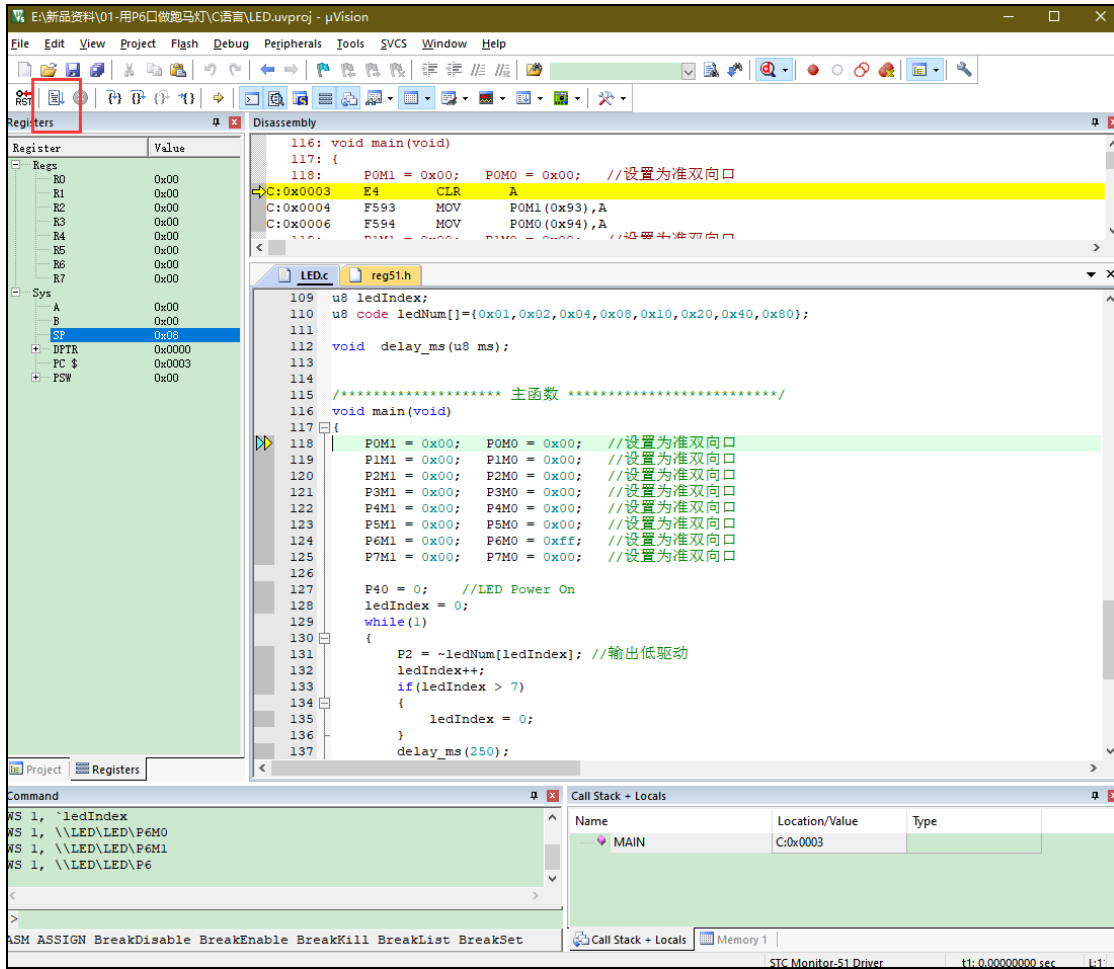 E:\新品资料\01-用P6口做跑马灯\C语言\LED.uvproj - µVision
File Edit View Project Flash Debug Peripherals Tools SVCS Window Help
RST
Registers
Register Value
Regs
R0 0x00
R1 0x00
R2 0x00
R3 0x00
R4 0x00
R5 0x00
R6 0x00
R7 0x00
Sys
A 0x00
B 0x00
SP 0x08
DPTR 0x0000
PC $ 0x0003
PSW 0x00
Project Registers
Disassembly
116: void main(void)
117: {
118: P0M1 = 0x00; P0M0 = 0x00; //设置为准双向口
C:0x0003 E4 CLR A
C:0x0004 F593 MOV P0M1(0x93),A
C:0x0006 F594 MOV P0M0(0x94),A
119: P1M1 = 0x00; P1M0 = 0x00; //设置为准双向口
LED.c reg51.h
109 u8 ledIndex;
110 u8 code ledNum[]={0x01,0x02,0x04,0x08,0x10,0x20,0x40,0x80};
111
112 void delay_ms(u8 ms);
113
114
115 /******************** 主函数 **************************/
116 void main(void)
117 {
118 P0M1 = 0x00; P0M0 = 0x00; //设置为准双向口
119 P1M1 = 0x00; P1M0 = 0x00; //设置为准双向口
120 P2M1 = 0x00; P2M0 = 0x00; //设置为准双向口
121 P3M1 = 0x00; P3M0 = 0x00; //设置为准双向口
122 P4M1 = 0x00; P4M0 = 0x00; //设置为准双向口
123 P5M1 = 0x00; P5M0 = 0x00; //设置为准双向口
124 P6M1 = 0x00; P6M0 = 0xff; //设置为准双向口
125 P7M1 = 0x00; P7M0 = 0x00; //设置为准双向口
126
127 P40 = 0; //LED Power On
128 ledIndex = 0;
129 while(1)
130 {
131 P2 = ~ledNum[ledIndex]; //输出低驱动
132 ledIndex++;
133 if(ledIndex > 7)
134 {
135 ledIndex = 0;
136 }
137 delay_ms(250);
Command
WS 1, `ledIndex
WS 1, \\LED\LED\P6M0
WS 1, \\LED\LED\P6M1
WS 1, \\LED\LED\P6
>
ASM ASSIGN BreakDisable BreakEnable BreakKill BreakList BreakSet
Call Stack + Locals
Name Location/Value Type
MAIN C:0x0003
Call Stack + Locals Memory 1
STC Monitor-51 Driver t1: 0.00000000 sec